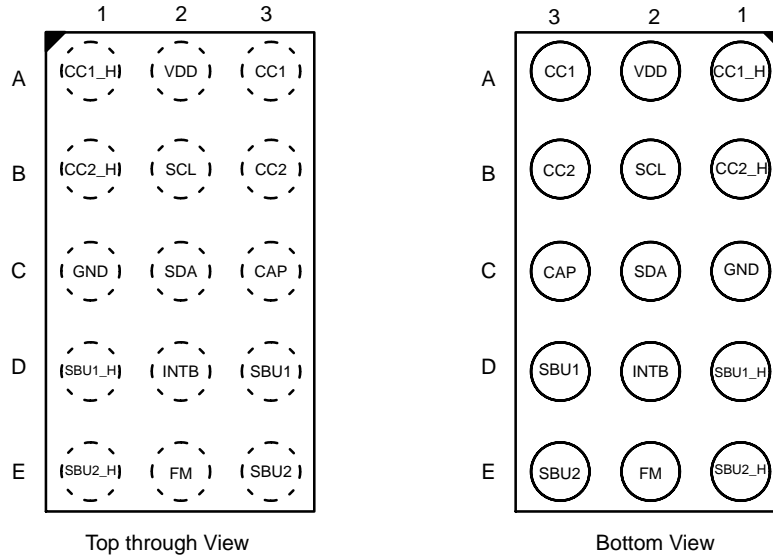 1 2 3
A CC1_H VDD CC1
B CC2_H SCL CC2
C GND SDA CAP
D SBU1_H INTB SBU1
E SBU2_H FM SBU2
Top through View
3 2 1
A CC1 VDD CC1_H
B CC2 SCL CC2_H
C CAP SDA GND
D SBU1 INTB SBU1_H
E SBU2 FM SBU2_H
Bottom View